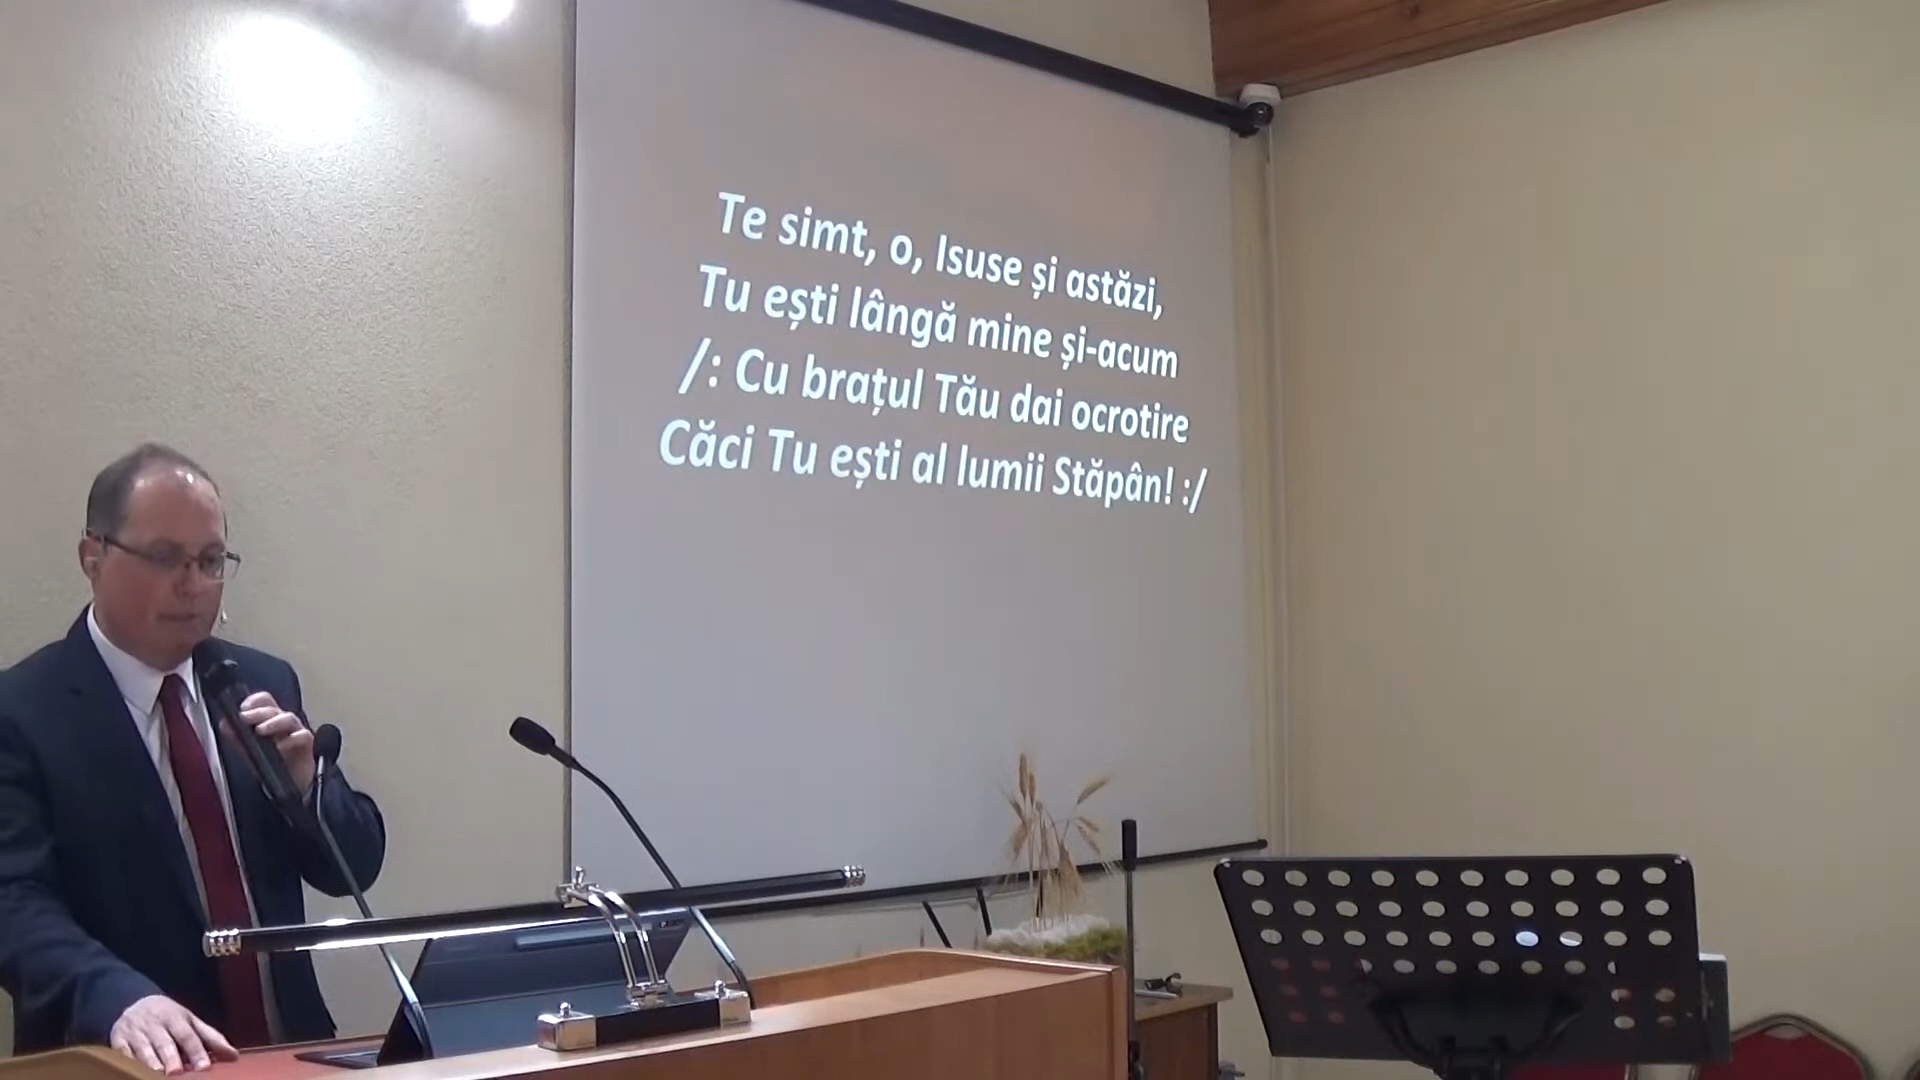 Te simt, o, Isuse și astăzi,
Tu ești lângă mine și-acum
/: Cu brațul Tău dai ocrotire
Căci Tu ești al lumii Stăpân! :/